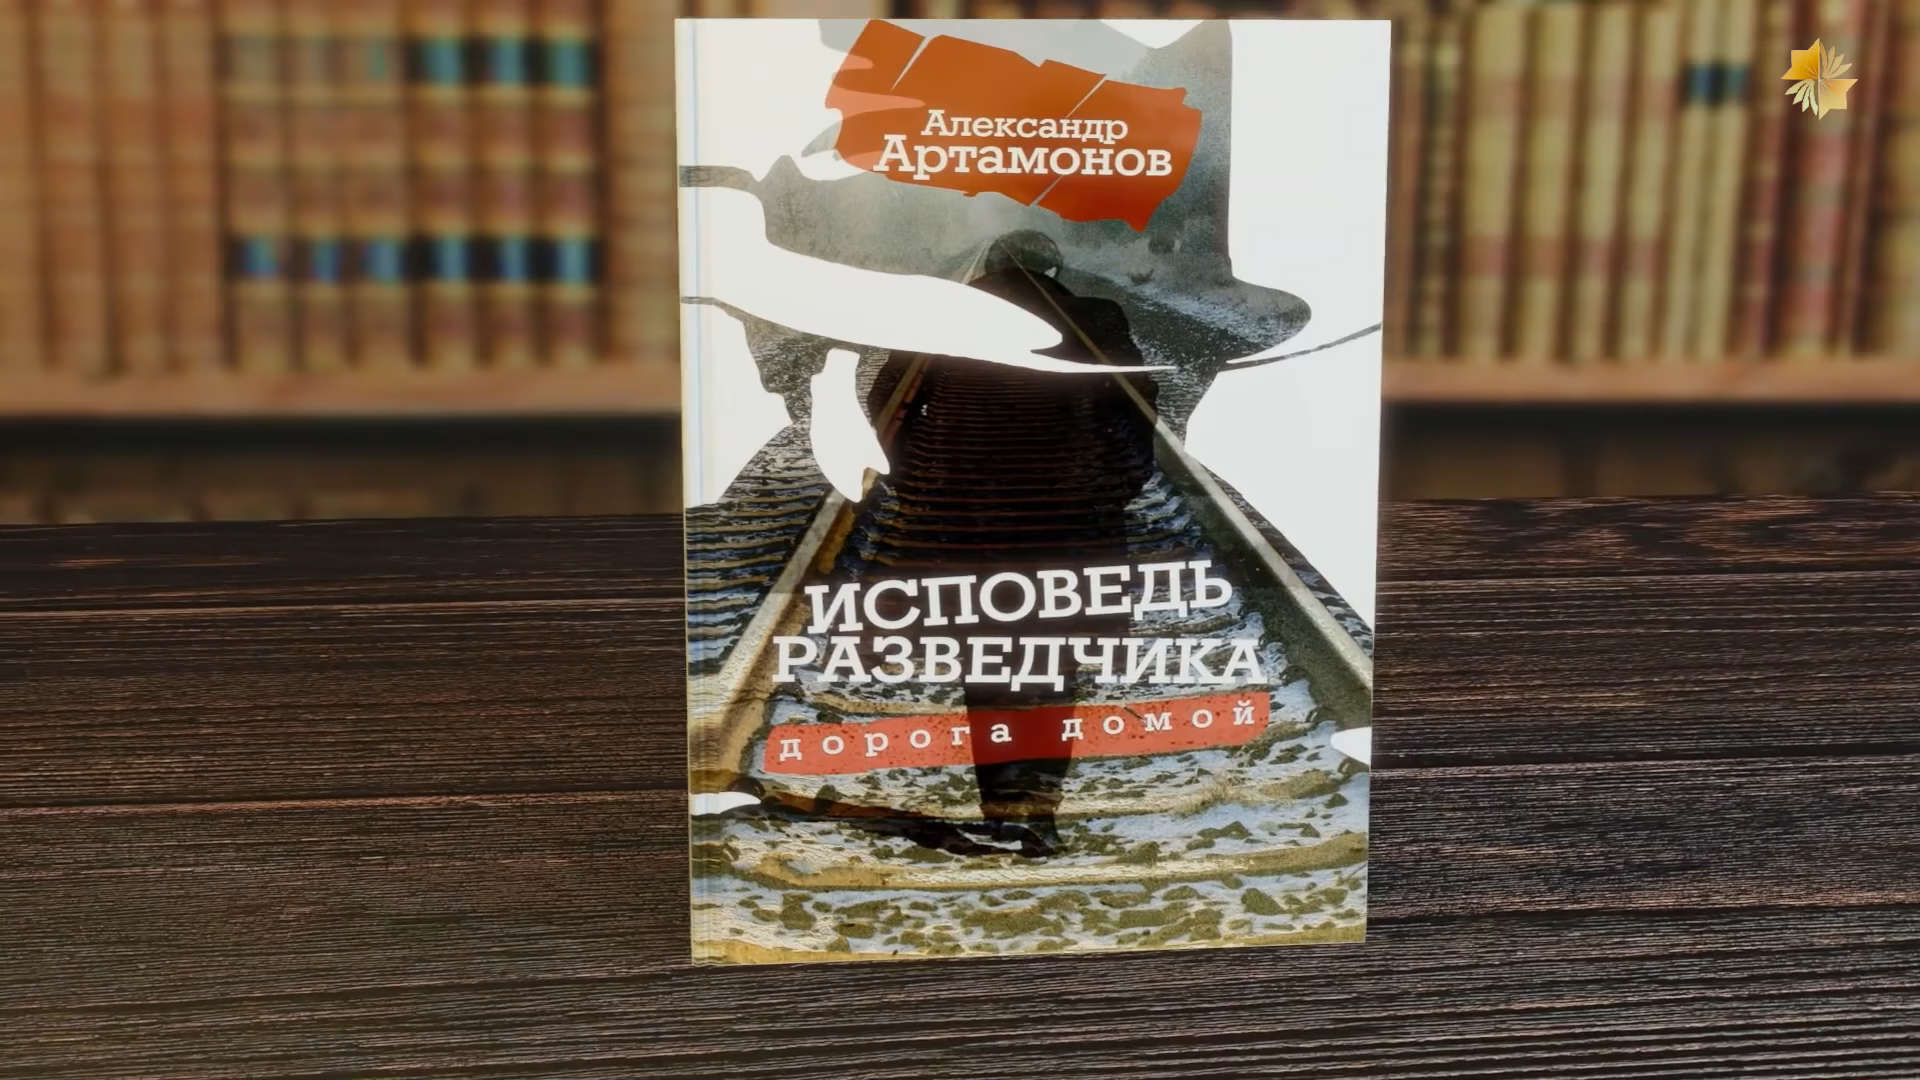 Александр
Артамонов
ИСПОВЕДЬ
РАЗВЕДЧИКА
дорога домой